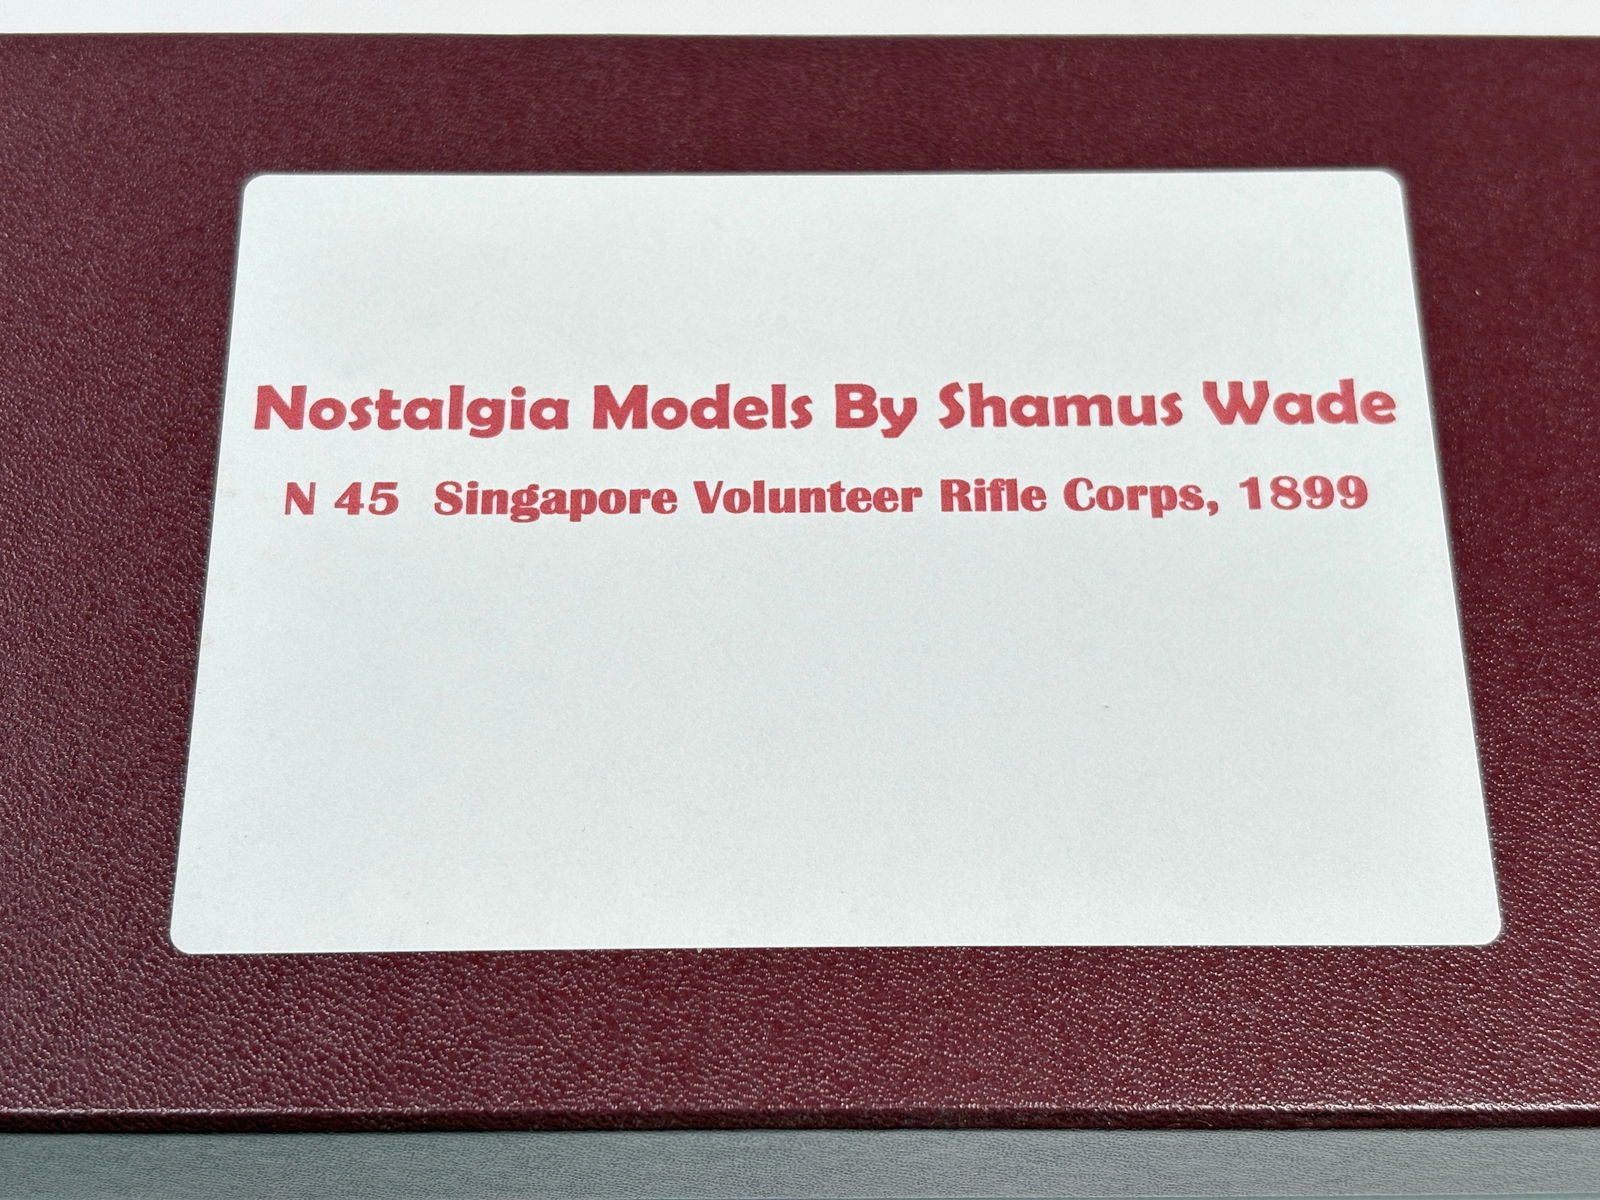 Nostalgia Models By Shamus Wade
N 45 Singapore Volunteer Rifle Corps, 1899